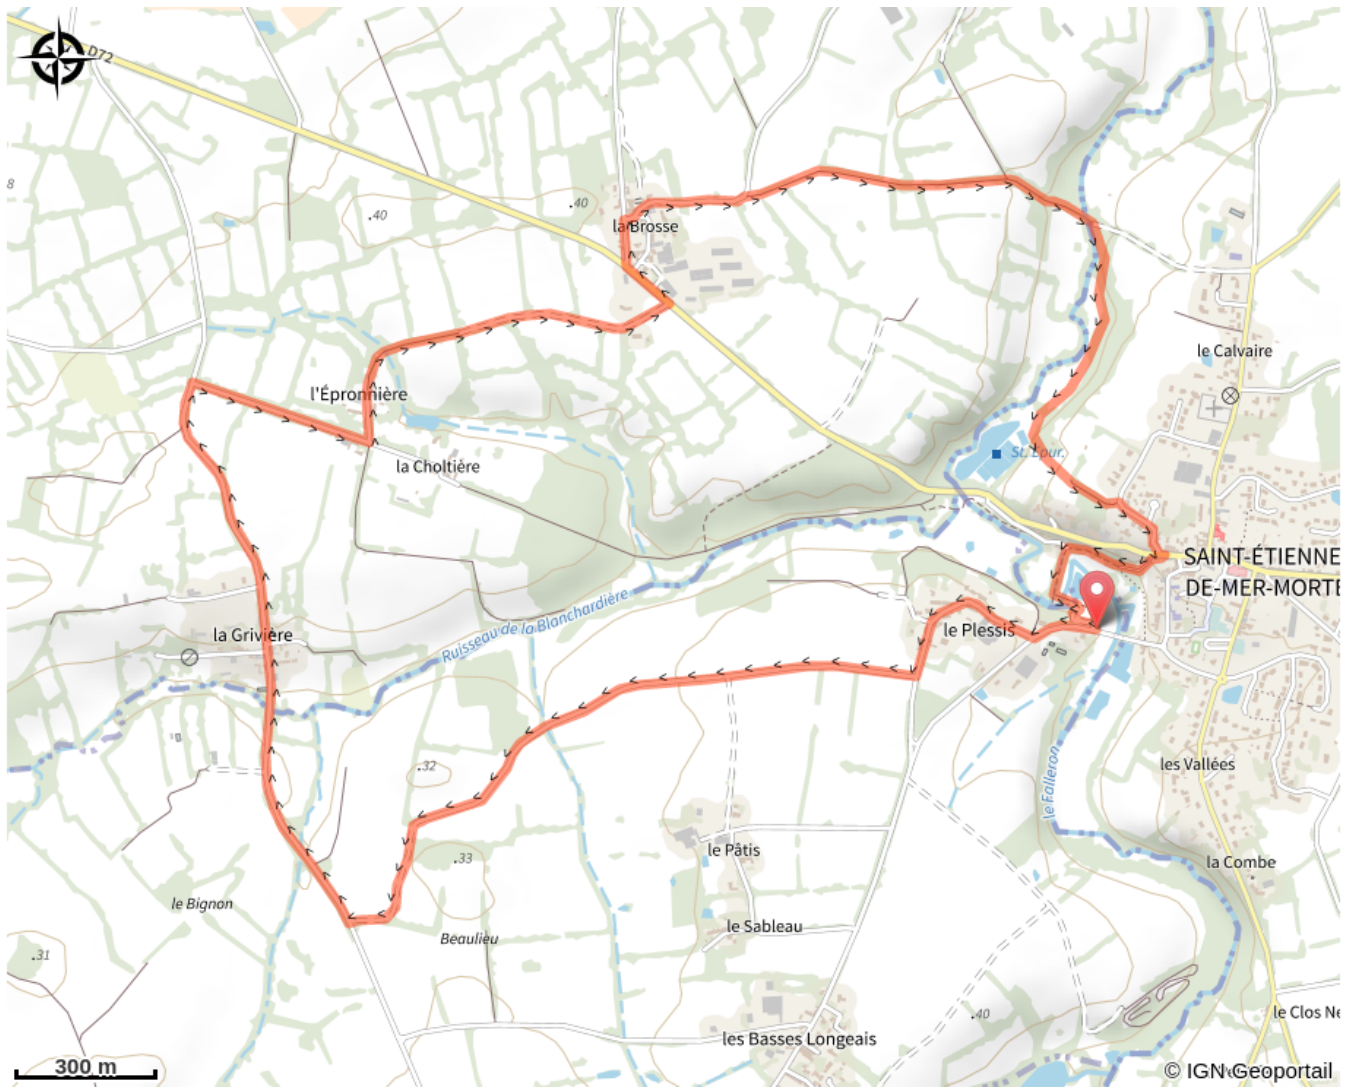 D72
8
.40
.40
la Brosse
le Calvaire
l'Épronnière
St. Épur.
la Choltière
SAINT-ÉTIENNE
DE-MER-MORTE
Ruisseau de la Blanchardière
le Plessis
la Grivière
.32
le Falleron
les Vallées
le Pâtis
.33
la Combe
le Bignon
le Sableau
Beaulieu
.31
.40
le Clos Ne
les Basses Longeais
300 m
© IGN Geoportail